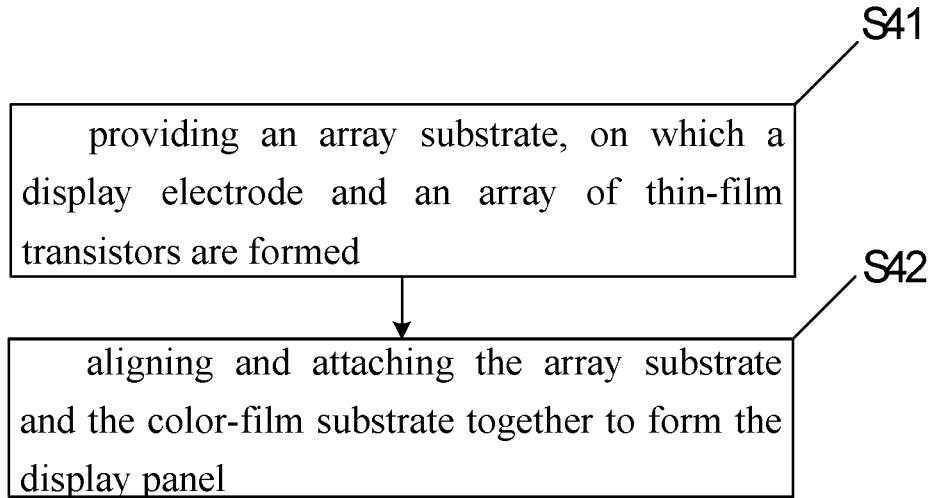 S41
providing an array substrate, on which a
display electrode and an array of thin-film
transistors are formed
S42
aligning and attaching the array substrate
and the color-film substrate together to form the
display panel